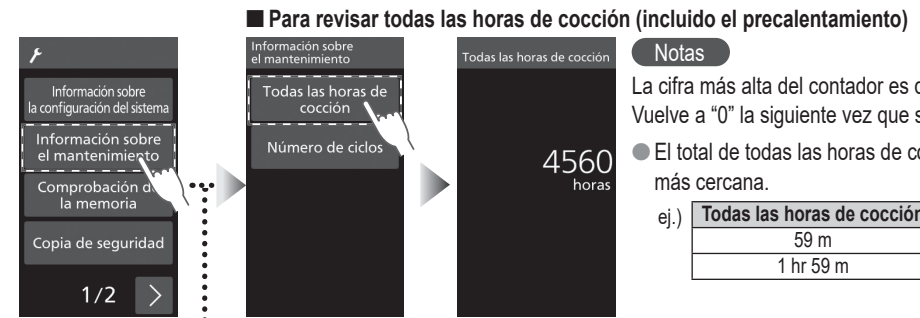 ■ Para revisar todas las horas de cocción (incluido el precalentamiento)
Información sobre
la configuración del sistema
Información sobre
el mantenimiento
Comprobación de
la memoria
Copia de seguridad
1/2 >
Información sobre
el mantenimiento
Todas las horas de
cocción
Número de ciclos
Todas las horas de cocción
4560
horas
Notas
La cifra más alta del contador es
Vuelve a “0” la siguiente vez que
● El total de todas las horas de
más cercana.
ej.)
Todas las horas de cocción
59 m
1 hr 59 m